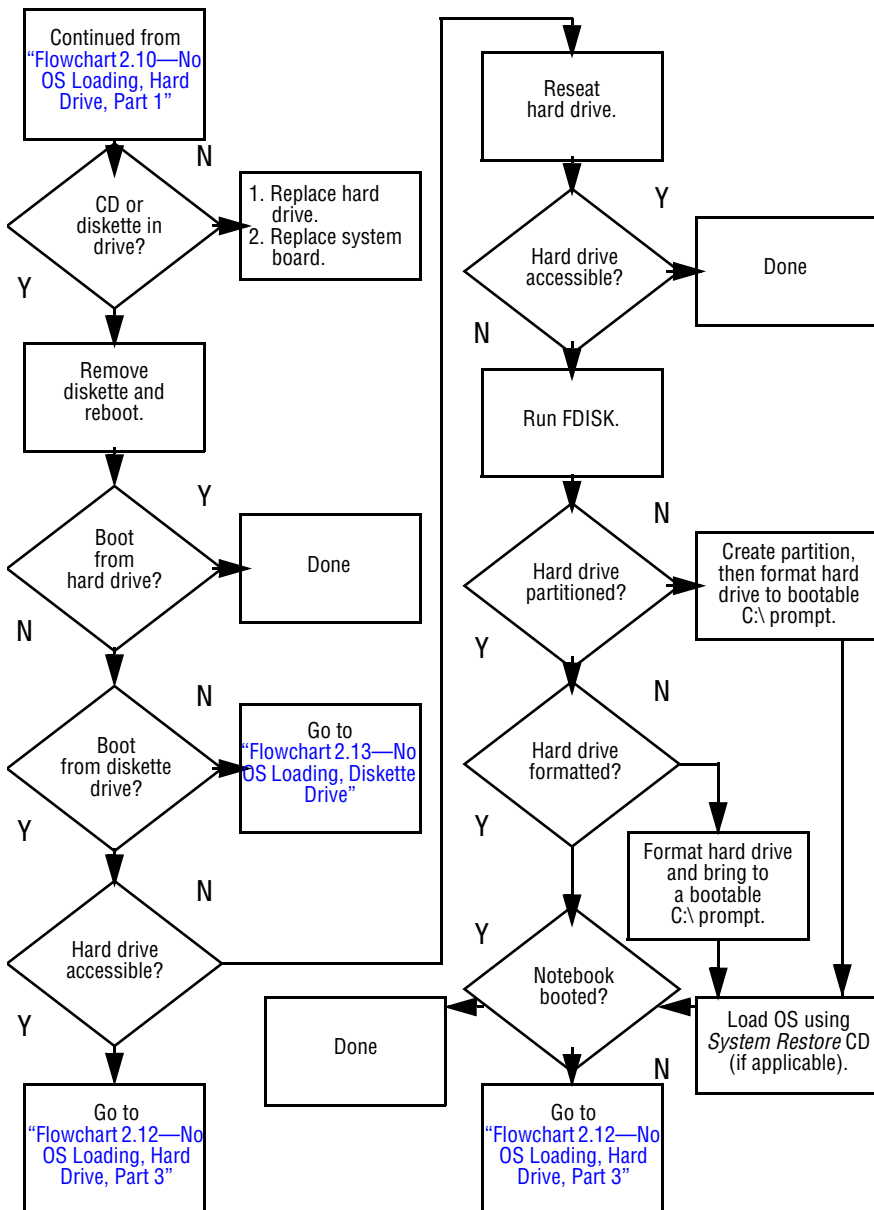 Continued from
“Flowchart 2.10—No
OS Loading, Hard
Drive, Part 1”
N
CD or
diskette in
drive?
1. Replace hard
drive.
2. Replace system
board.
Y
Remove
diskette and
reboot.
Y
Boot
from
hard drive?
Done
N
N
Boot
from diskette
drive?
Go to
“Flowchart 2.13—No
OS Loading, Diskette
Drive”
Y
N
Hard drive
accessible?
Y
Go to
“Flowchart 2.12—No
OS Loading, Hard
Drive, Part 3”
Reseat
hard drive.
Y
Hard drive
accessible?
Done
N
Run FDISK.
N
Hard drive
partitioned?
Create partition,
then format hard
drive to bootable
C:\ prompt.
Y
N
Hard drive
formatted?
Y
Format hard drive
and bring to
a bootable
C:\ prompt.
Y
Notebook
booted?
Done
Load OS using
System Restore CD
(if applicable).
N
Go to
“Flowchart 2.12—No
OS Loading, Hard
Drive, Part 3”